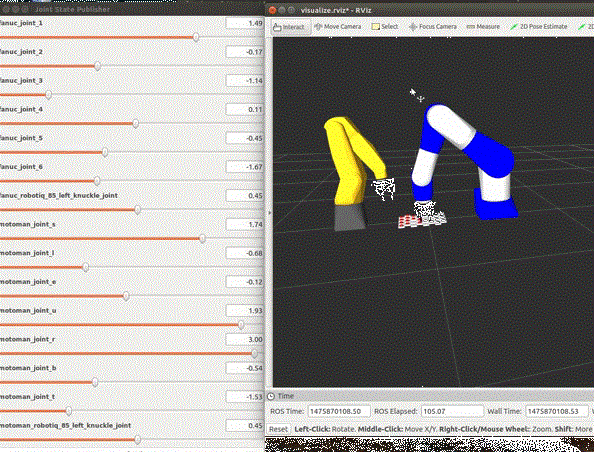 Joint State Publisher
fanuc_joint_1 1.49
fanuc_joint_2 -0.17
fanuc_joint_3 -1.14
fanuc_joint_4 0.11
fanuc_joint_5 -0.45
fanuc_joint_6 -1.67
fanuc_robotiq_85_left_knuckle_joint 0.45
motoman_joint_s 1.74
motoman_joint_l -0.68
motoman_joint_e -0.12
motoman_joint_u 1.93
motoman_joint_r 3.00
motoman_joint_b -0.54
motoman_joint_t -1.53
motoman_robotiq_85_left_knuckle_joint 0.45
visualize.rviz* - RViz
Interact Move Camera Select Focus Camera Measure 2D Pose Estimate
Time
ROS Time: 1475870108.50 ROS Elapsed: 105.07 Wall Time: 1475870108.53
Reset Left-Click: Rotate. Middle-Click: Move X/Y. Right-Click/Mouse Wheel: Zoom. Shift: More